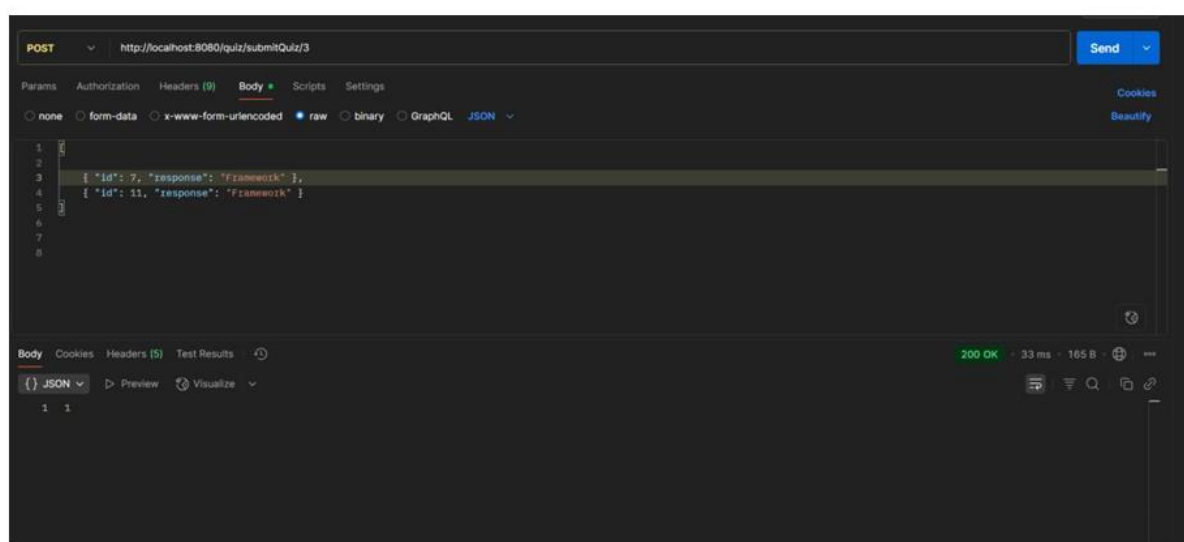 POST http://localhost:8080/quiz/submitQuiz/3 Send
Params Authorization Headers (9) Body Scripts Settings Cookies
none form-data x-www-form-urlencoded raw binary GraphQL JSON Beautify
1 [
2
3 { "id": 7, "response": "Framework" },
4 { "id": 11, "response": "Framework" }
5 ]
6
7
8
Body Cookies Headers (5) Test Results 200 OK · 33 ms · 165 B
{} JSON Preview Visualize
1 1